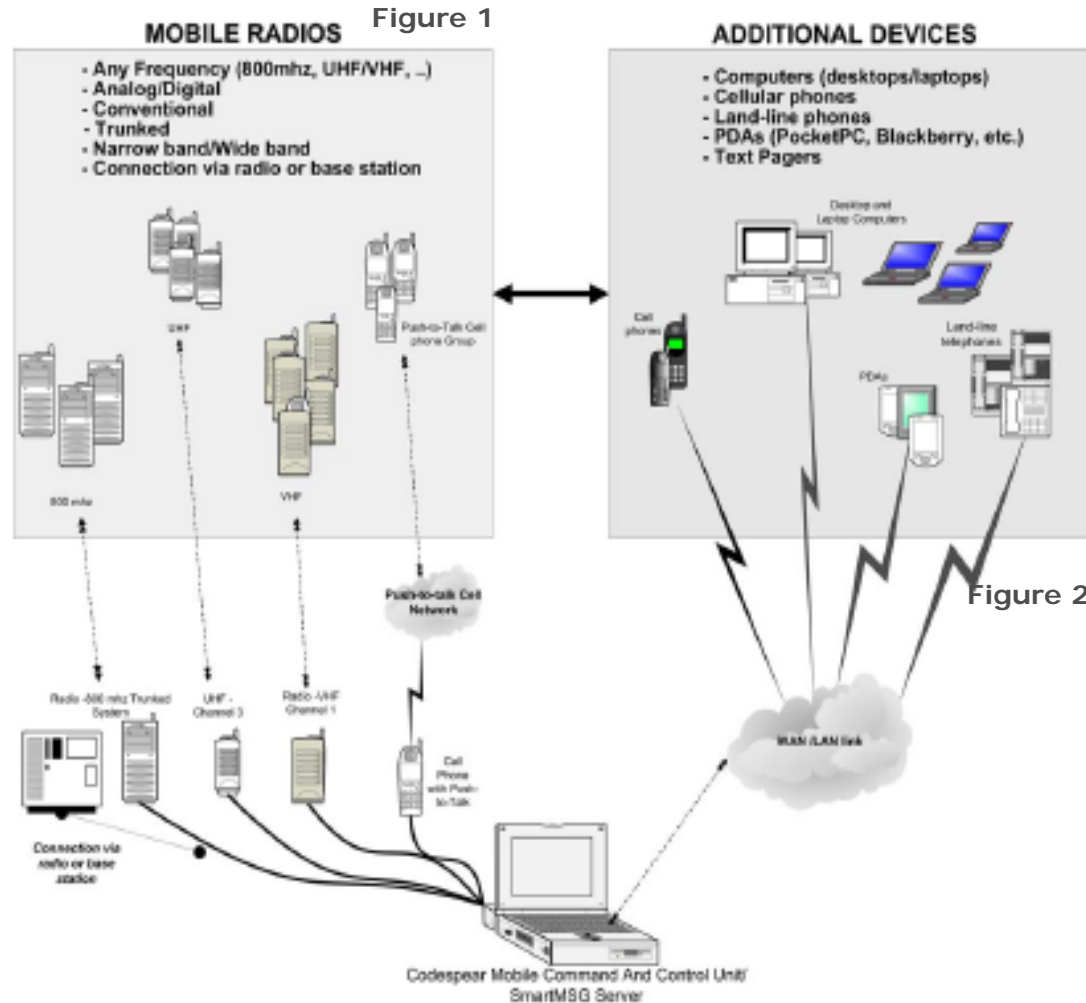 Figure 1
MOBILE RADIOS
- Any Frequency (800mhz, UHF/VHF, ..)
- Analog/Digital
- Conventional
- Trunked
- Narrow band/Wide band
- Connection via radio or base station
UHF
Push-to-Talk Cell
phone Group
800 mhz
VHF
ADDITIONAL DEVICES
- Computers (desktops/laptops)
- Cellular phones
- Land-line phones
- PDAs (PocketPC, Blackberry, etc.)
- Text Pagers
Desktop and
Laptop Computers
Cell
phones
Land-line
telephones
PDAs
Figure 2
Push-to-talk Cell
Network
Radio -800 mhz Trunked
System
UHF -
Channel 3
Radio -VHF
Channel 1
Cell
Phone
with Push-
to-Talk
WAN /LAN link
Connection via
radio or base
station
Codespear Mobile Command And Control Unit/
SmartMSG Server